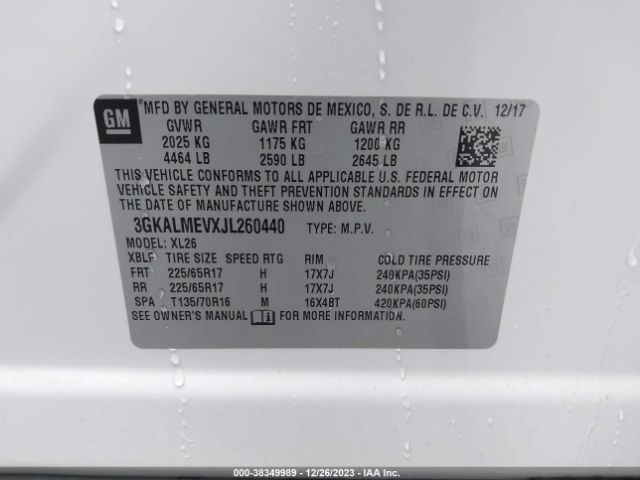 GM
*MFD BY GENERAL MOTORS DE MEXICO, S. DE R.L. DE C.V. 12/17
GVWR GAWR FRT GAWR RR
2025 KG 1175 KG 1200 KG
4464 LB 2590 LB 2645 LB
THIS VEHICLE CONFORMS TO ALL APPLICABLE U.S. FEDERAL MOTOR
VEHICLE SAFETY AND THEFT PREVENTION STANDARDS IN EFFECT ON
THE DATE OF MANUFACTURE SHOWN ABOVE.
3GKALMEVXJL260440 TYPE: M.P.V.
MODEL: XL26
XBLF TIRE SIZE SPEED RTG RIM COLD TIRE PRESSURE
FRT 225/65R17 H 17X7J 240KPA(35PSI)
RR 225/65R17 H 17X7J 240KPA(35PSI)
SPA T135/70R16 M 16X4BT 420KPA(60PSI)
SEE OWNER'S MANUAL i FOR MORE INFORMATION.
© COPART - 38349989 - 12/26/2023 - WWW.IAAI.COM